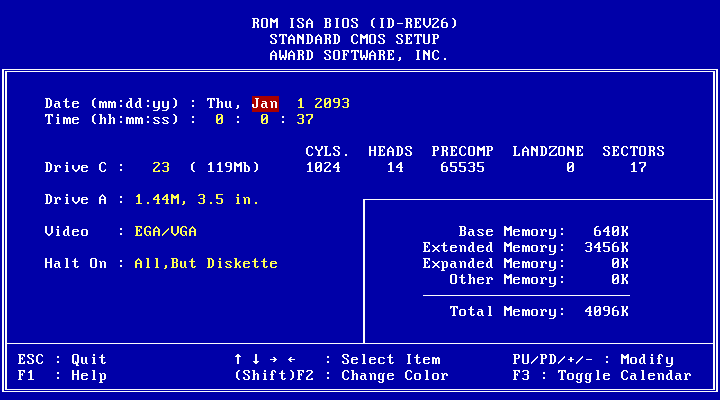 ROM ISA BIOS (ID-REV26)
STANDARD CMOS SETUP
AWARD SOFTWARE, INC.
Date (mm:dd:yy) : Thu, Jan  1 2093
Time (hh:mm:ss) :  0 :  0 : 37
CYLS.  HEADS  PRECOMP  LANDZONE  SECTORS
Drive C :   23  ( 119Mb)     1024     14    65535         0      17
Drive A : 1.44M, 3.5 in.
Video   : EGA/VGA
Base Memory:   640K
Extended Memory:  3456K
Halt On : All,But Diskette
Expanded Memory:     0K
Other Memory:     0K
Total Memory:  4096K
ESC : Quit              ↑ ↓ → ←   : Select Item        PU/PD/+/- : Modify
F1  : Help              (Shift)F2 : Change Color       F3 : Toggle Calendar